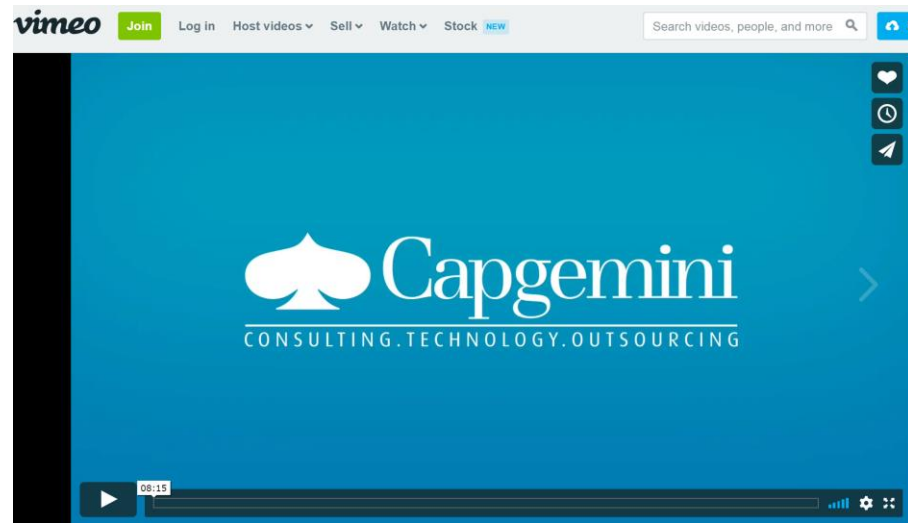 vimeo Join Log in Host videos Sell Watch Stock NEW Search videos, people, and more
Capgemini
CONSULTING.TECHNOLOGY.OUTSOURCING
08:15